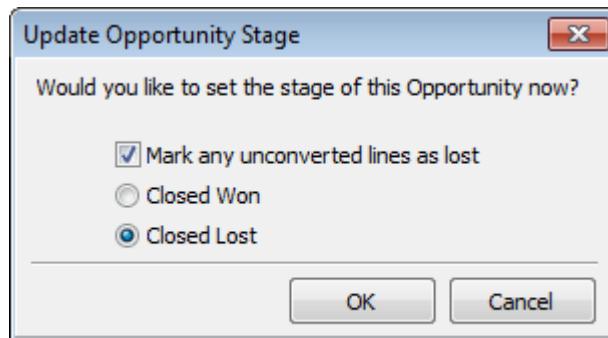 Update Opportunity Stage
Would you like to set the stage of this Opportunity now?
Mark any unconverted lines as lost
Closed Won
Closed Lost
OK Cancel